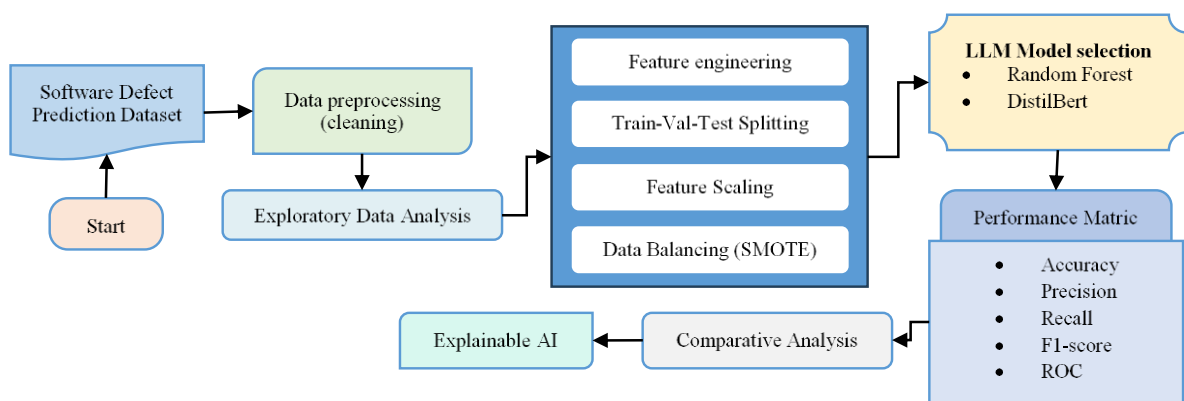 Start
Software Defect
Prediction Dataset
Data preprocessing
(cleaning)
Exploratory Data Analysis
Feature engineering
Train-Val-Test Splitting
Feature Scaling
Data Balancing (SMOTE)
LLM Model selection
• Random Forest
• DistilBert
Performance Matric
• Accuracy
• Precision
• Recall
• F1-score
• ROC
Comparative Analysis
Explainable AI